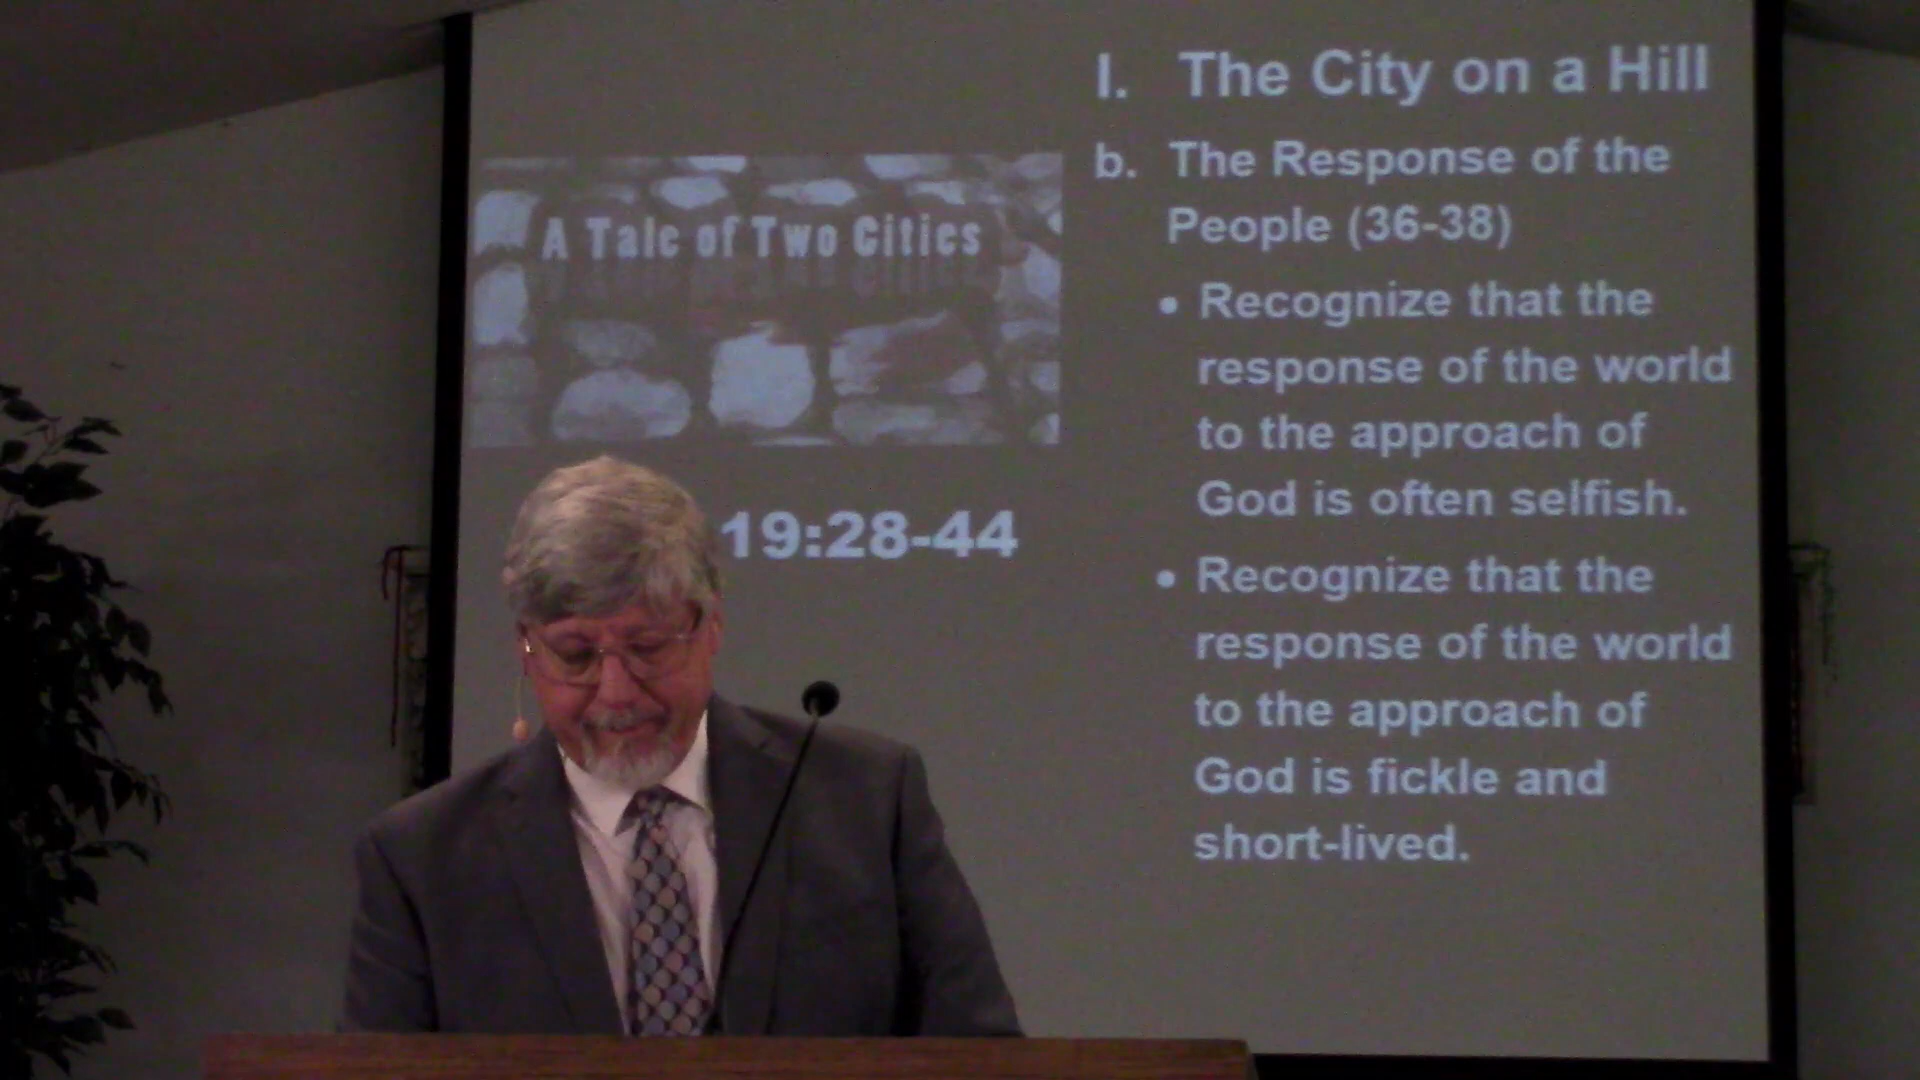 A Tale of Two Cities
19:28-44
I. The City on a Hill
b. The Response of the
People (36-38)
• Recognize that the
response of the world
to the approach of
God is often selfish.
• Recognize that the
response of the world
to the approach of
God is fickle and
short-lived.